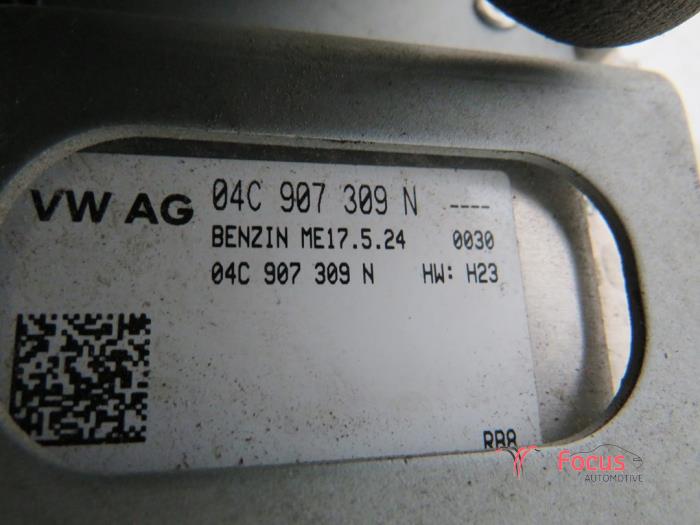 VW AG 04C 907 309 N ----
BENZIN ME17.5.24 0030
04C 907 309 N HW: H23
RB8
Focus
AUTOMOTIVE